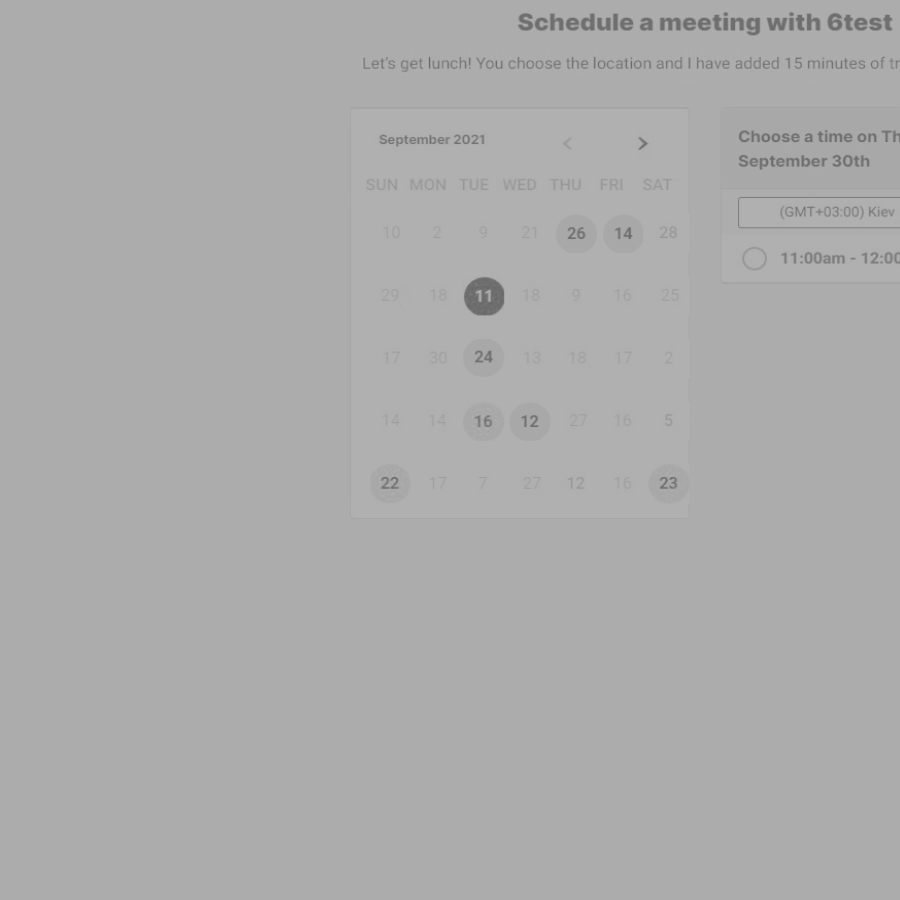 Schedule a meeting with 6test
Let's get lunch! You choose the location and I have added 15 minutes of
September 2021
SUN MON TUE WED THU FRI SAT
10 2 9 21 26 14 28
29 18 11 18 9 16 25
17 30 24 13 18 17 2
14 14 16 12 27 16 5
22 17 7 27 12 16 23
Choose a time on Th
September 30th
(GMT+03:00) Kiev
11:00am - 12:00